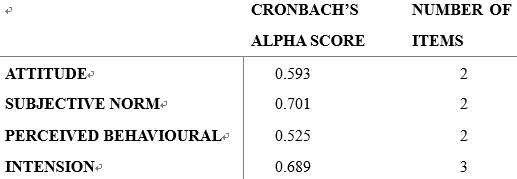 CRONBACH'S NUMBER OF
ALPHA SCORE ITEMS
ATTITUDE 0.593 2
SUBJECTIVE NORM 0.701 2
PERCEIVED BEHAVIOURAL 0.525 2
INTENSION 0.689 3